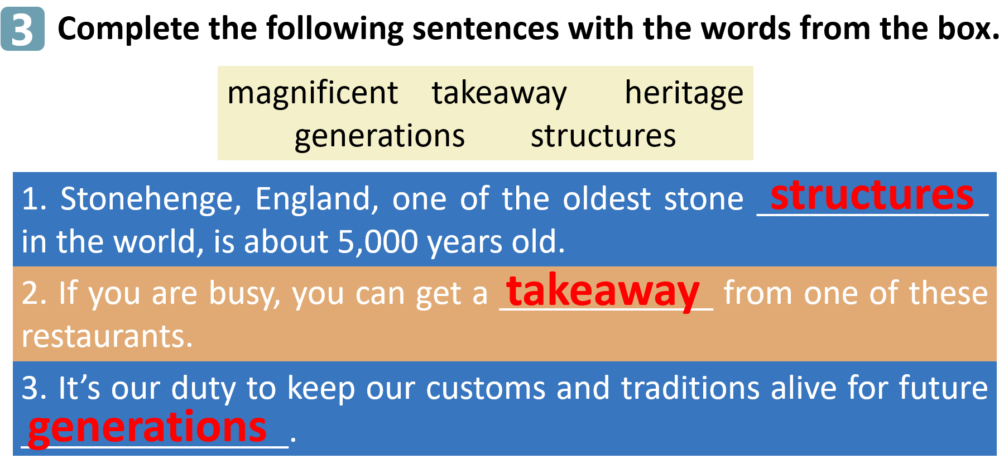 3 Complete the following sentences with the words from the box.
magnificent takeaway heritage
generations structures
1. Stonehenge, England, one of the oldest stone structures
in the world, is about 5,000 years old.
2. If you are busy, you can get a takeaway from one of these
restaurants.
3. It’s our duty to keep our customs and traditions alive for future
generations.